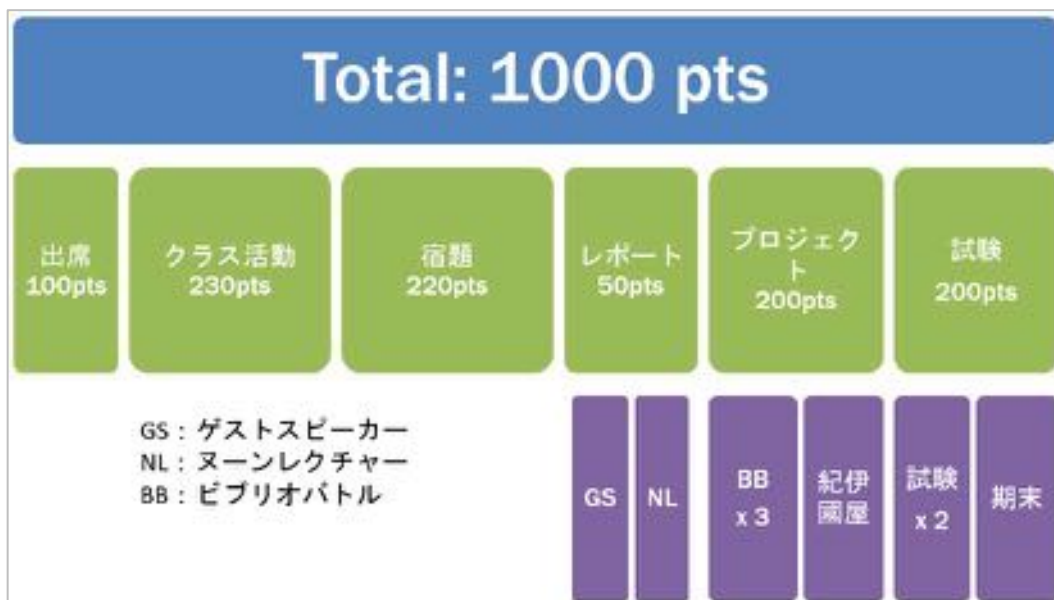 Total: 1000 pts
出席
100pts
クラス活動
230pts
宿題
220pts
レポート
50pts
プロジェク
ト
200pts
試験
200pts
GS：ゲストスピーカー
NL：ヌーンレクチャー
BB：ビブリオバトル
GS
NL
BB
x 3
紀伊
國屋
試験
x 2
期末